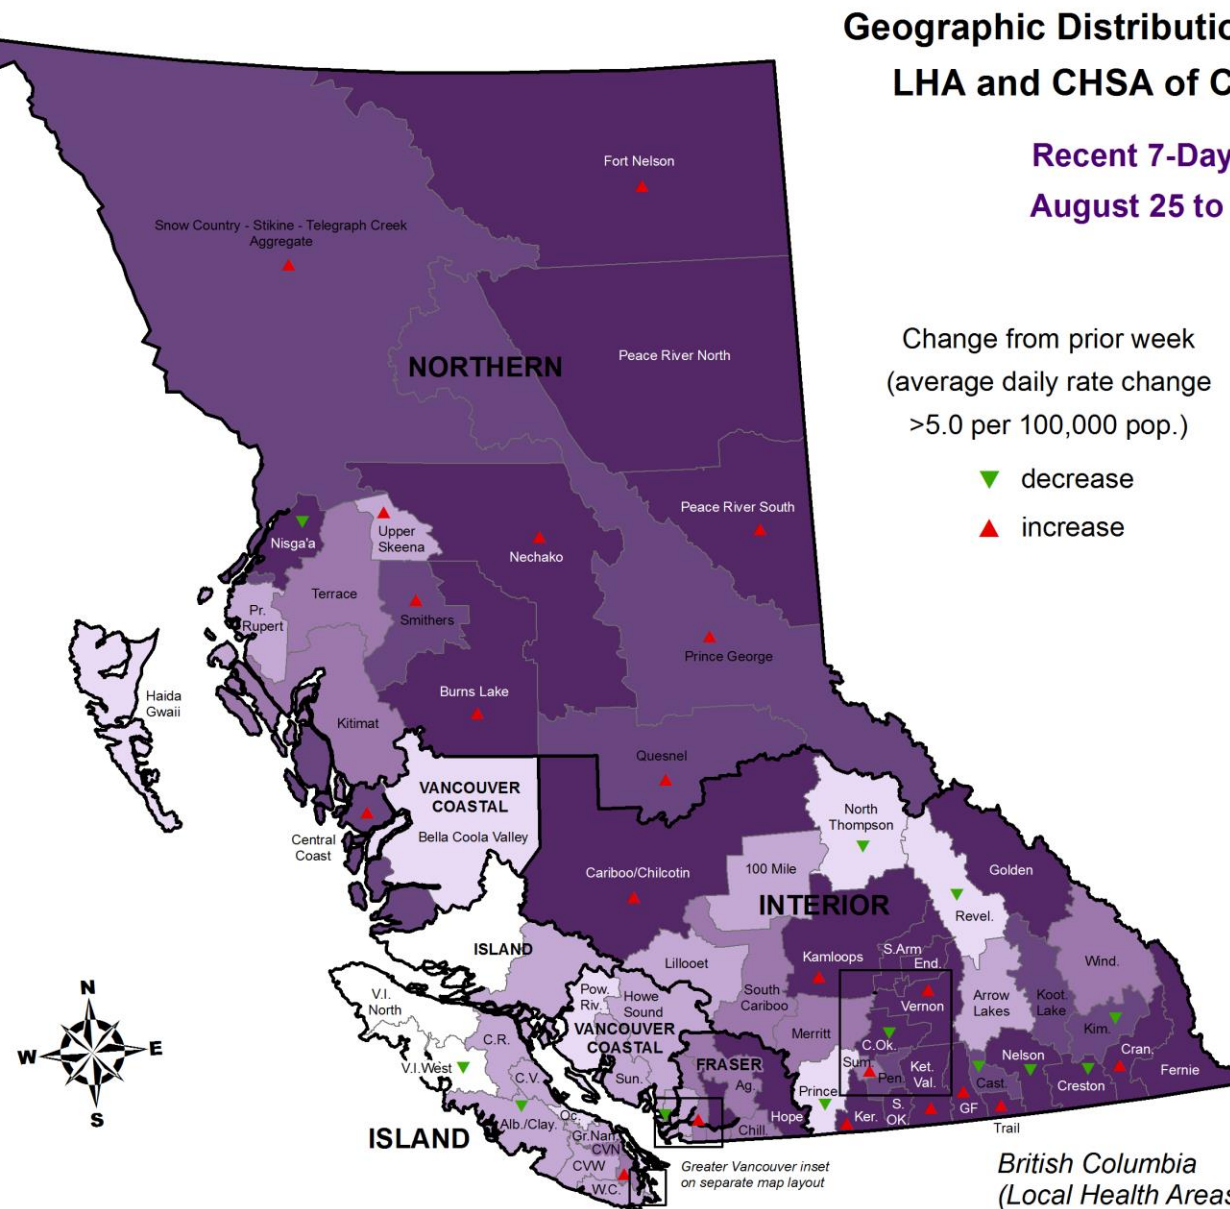 Geographic Distributio
LHA and CHSA of C
Recent 7-Day
August 25 to
Change from prior week
(average daily rate change
>5.0 per 100,000 pop.)
decrease
increase
Fort Nelson
Snow Country - Stikine - Telegraph Creek
Aggregate
NORTHERN
Peace River North
Peace River South
Nisga'a
Upper
Skeena
Nechako
Terrace
Pr.
Rupert
Smithers
Prince George
Haida
Gwaii
Burns Lake
Kitimat
Quesnel
VANCOUVER
COASTAL
Bella Coola Valley
Central
Coast
North
Thompson
Cariboo/Chilcotin
100 Mile
Golden
INTERIOR
Revel.
ISLAND
Lillooet
Kamloops
S.Arm
End.
Wind.
V.I.
North
Pow.
Riv.
Howe
Sound
South
Cariboo
Vernon
Arrow
Lakes
Koot.
Lake
VANCOUVER
COASTAL
Merritt
C.Ok.
Kim.
C.R.
V.I.West
C.V.
Sun.
FRASER
Ag.
Sum.
Pen.
Ket.
Val.
Nelson
Cast.
Creston
Cran.
Fernie
Prince
Hope
Ker.
S.
OK.
GF
Trail
Chill.
Oc.
Alb./Clay.
Gr.Nan.
CVN
CVW
W.C.
ISLAND
N
W
E
S
Greater Vancouver inset
on separate map layout
British Columbia
(Local Health Areas